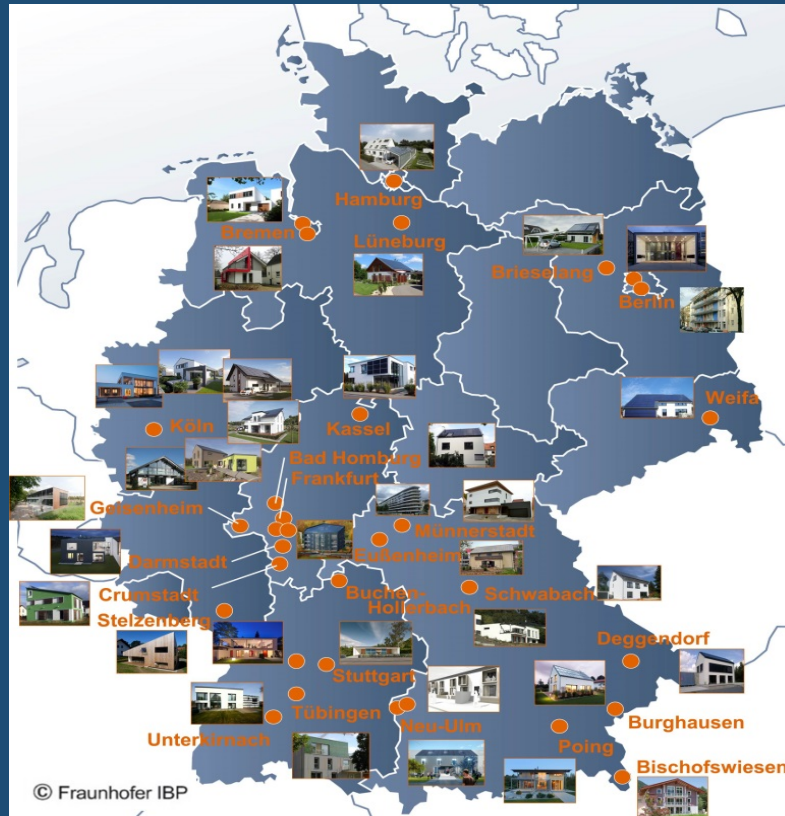 Hamburg
Bremen
Lüneburg
Brieselang
Berlin
Weifa
Köln
Kassel
Bad Homburg
Frankfurt
Geisenheim
Münnerstadt
Eußenheim
Darmstadt
Crumstadt
Buchen-
Hollerbach
Schwabach
Stelzenberg
Deggendorf
Stuttgart
Tübingen
Neu-Ulm
Burghausen
Unterkirnach
Poing
Bischofswiesen
© Fraunhofer IBP